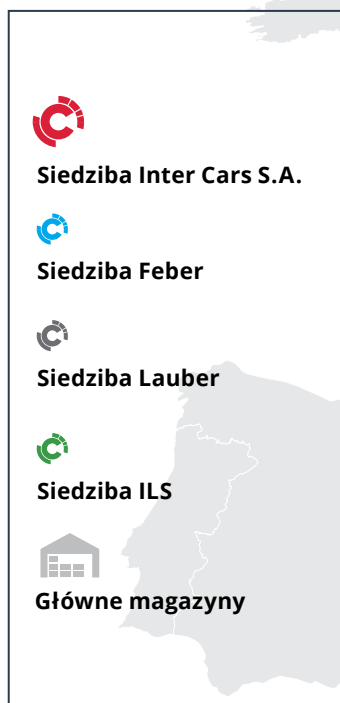 Siedziba Inter Cars S.A.
Siedziba Feber
Siedziba Lauber
Siedziba ILS
Główne magazyny